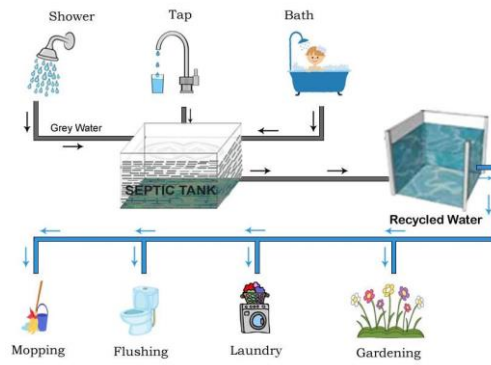 Shower
Tap
Bath
Grey Water
SEPTIC TANK
Recycled Water
Mopping
Flushing
Laundry
Gardening